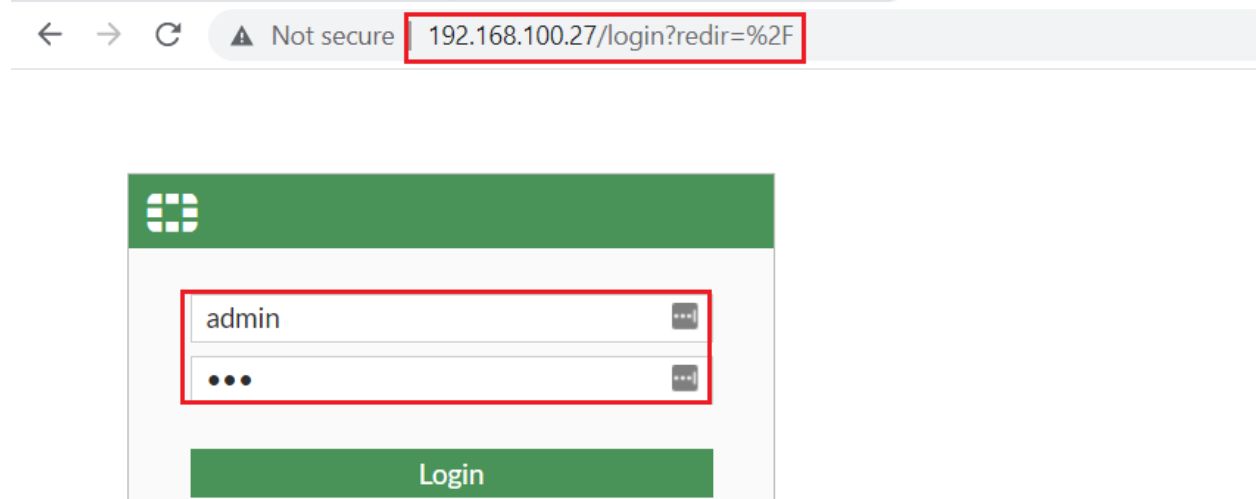 Not secure | 192.168.100.27/login?redir=%2F
admin
•••
Login